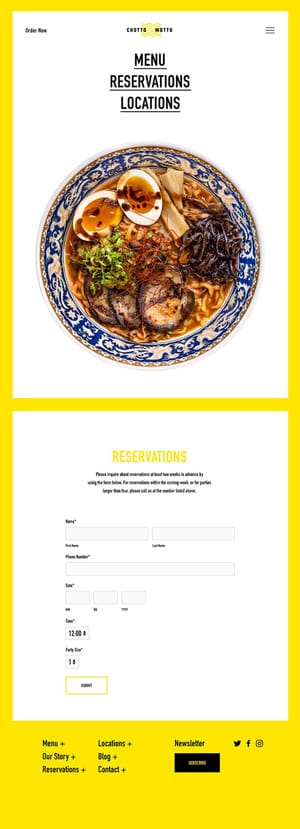 Order Now
CHOTTO MOTTO
MENU
RESERVATIONS
LOCATIONS
RESERVATIONS
Please inquire about reservations at least two weeks in advance by
using the form below. For reservations within the coming week, or for parties
larger than four, please call us at the number listed above.
Name*
First Name Last Name
Phone Number*
Date*
MM DD YYYY
Time*
12:00
Party Size*
1
SUBMIT
Menu + Locations + Newsletter
Our Story + Blog + SUBSCRIBE
Reservations + Contact +